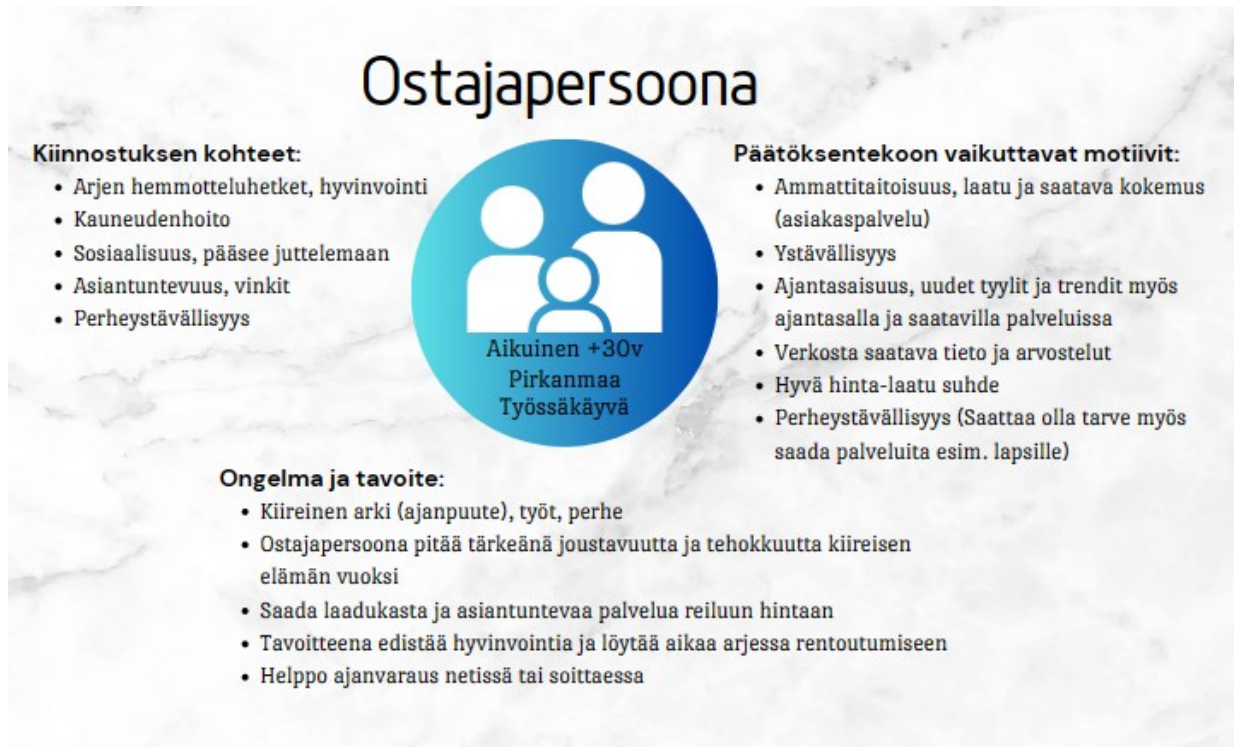 Ostajapersoona
Kiinnostuksen kohteet:
• Arjen hemmotteluhetket, hyvinvointi
• Kauneudenhoito
• Sosiaalisuus, pääsee juttelemaan
• Asiantuntevuus, vinkit
• Perheystävällisyys
Aikuinen +30v
Pirkanmaa
Työssäkäyvä
Päätöksentekoon vaikuttavat motiivit:
• Ammattitaitoisuus, laatu ja saatava kokemus
(asiakaspalvelu)
• Ystävällisyys
• Ajantasaisuus, uudet tyylit ja trendit myös
ajantasalla ja saatavilla palveluissa
• Verkosta saatava tieto ja arvostelut
• Hyvä hinta-laatu suhde
• Perheystävällisyys (Saattaa olla tarve myös
saada palveluita esim. lapsille)
Ongelma ja tavoite:
• Kiireinen arki (ajanpuute), työt, perhe
• Ostajapersoona pitää tärkeänä joustavuutta ja tehokkuutta kiireisen
elämän vuoksi
• Saada laadukasta ja asiantuntevaa palvelua reiluun hintaan
• Tavoitteena edistää hyvinvointia ja löytää aikaa arjessa rentoutumiseen
• Helppo ajanvaraus netissä tai soittaessa